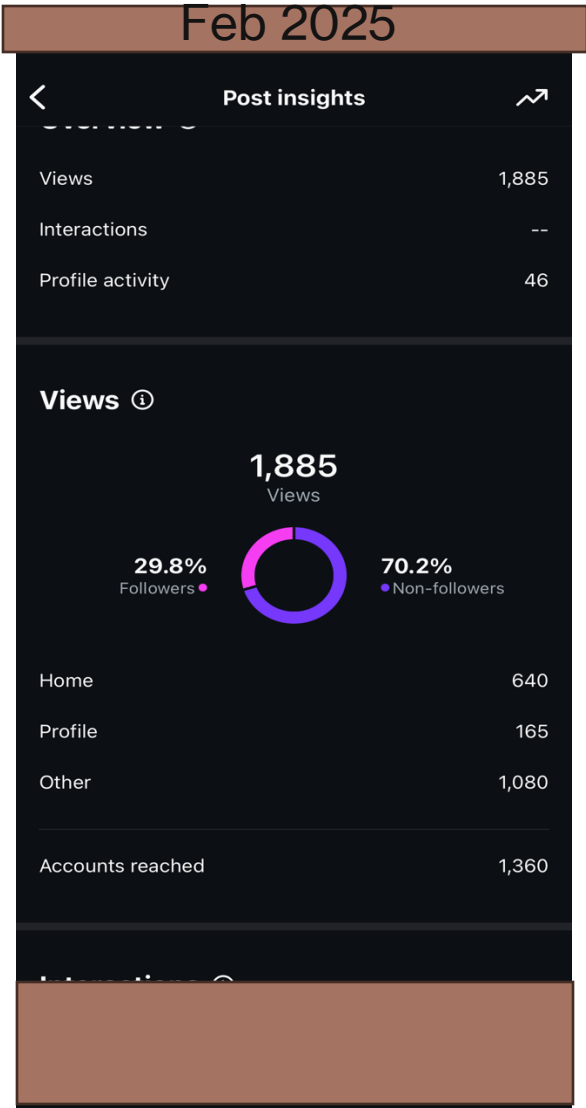 Feb 2025
Post insights
Views 1,885
Interactions --
Profile activity 46
Views
1,885
Views
29.8% 70.2%
Followers Non-followers
Home 640
Profile 165
Other 1,080
Accounts reached 1,360